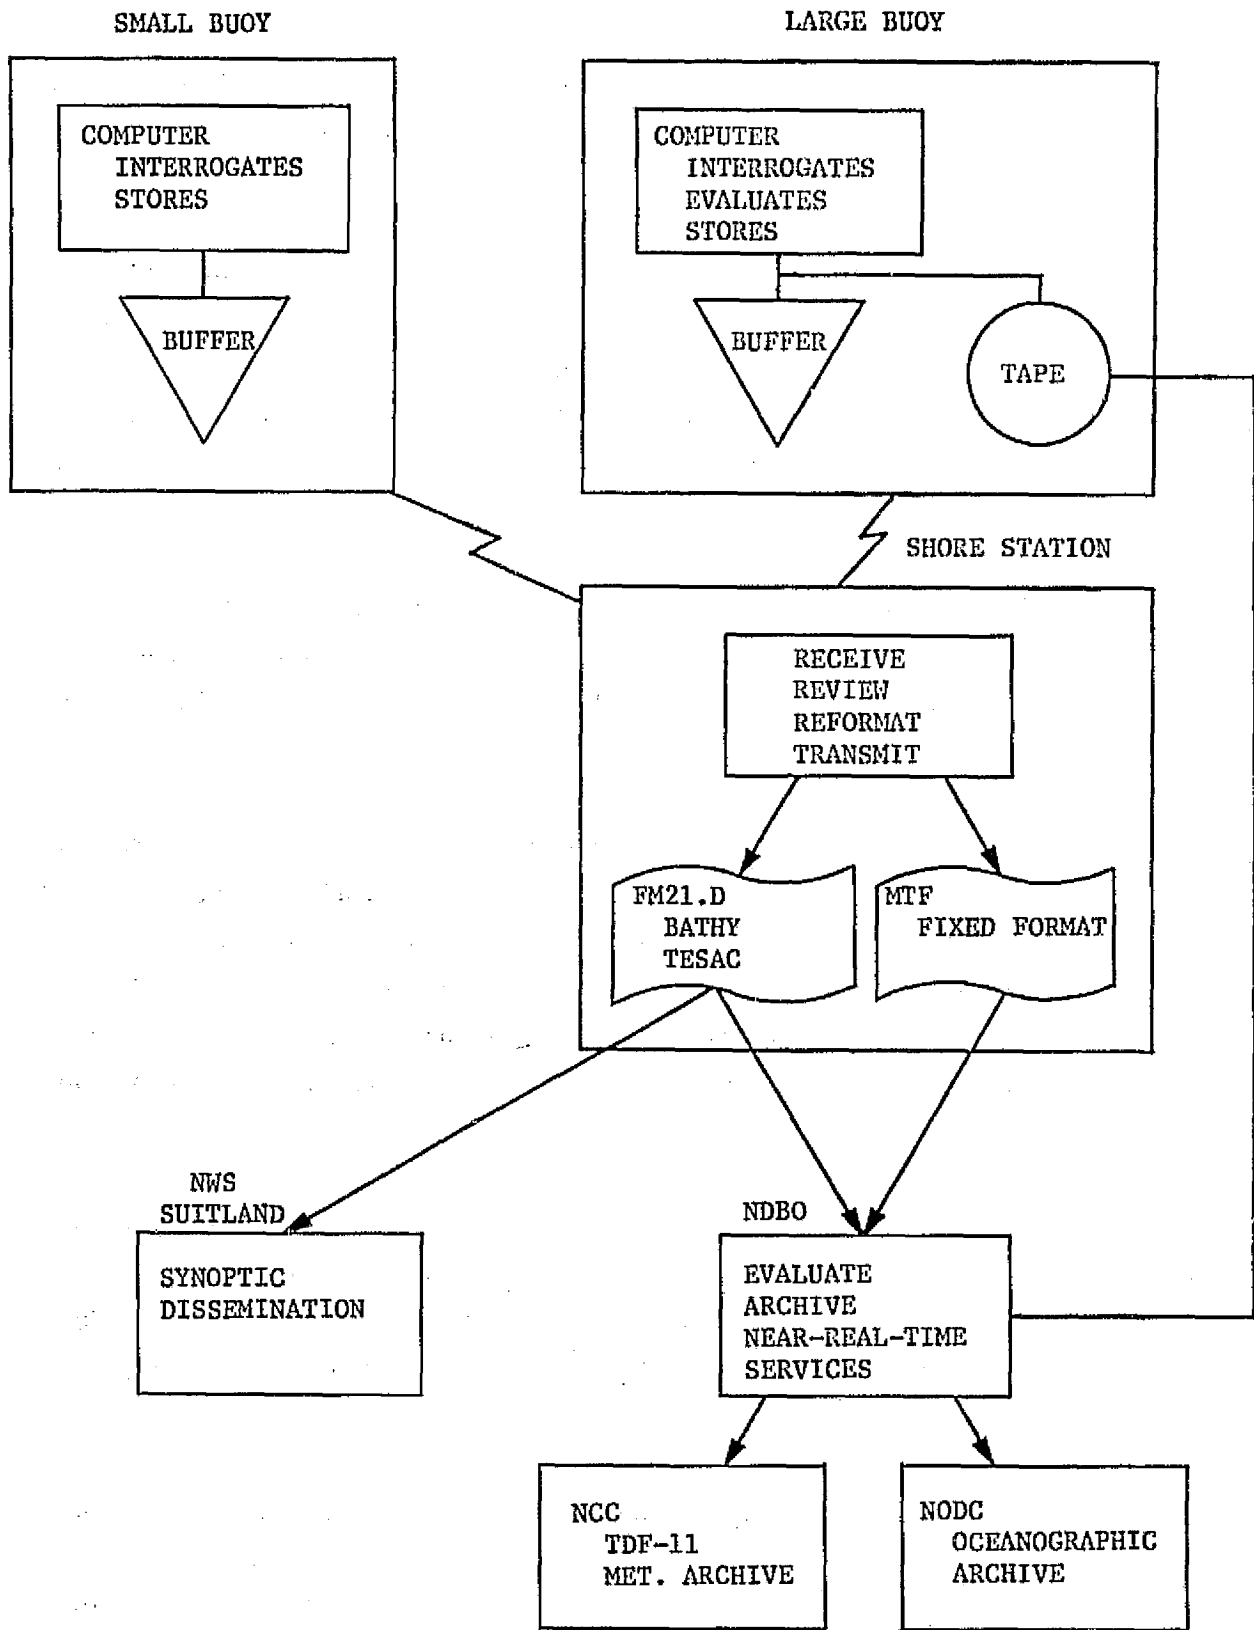 SMALL BUOY
COMPUTER
INTERROGATES
STORES
BUFFER
LARGE BUOY
COMPUTER
INTERROGATES
EVALUATES
STORES
BUFFER
TAPE
SHORE STATION
RECEIVE
REVIEW
REFORMAT
TRANSMIT
FM21.D
BATHY
TESAC
MTF
FIXED FORMAT
NWS
SUITLAND
SYNOPTIC
DISSEMINATION
NDBO
EVALUATE
ARCHIVE
NEAR-REAL-TIME
SERVICES
NCC
TDF-11
MET. ARCHIVE
NODC
OCEANOGRAPHIC
ARCHIVE